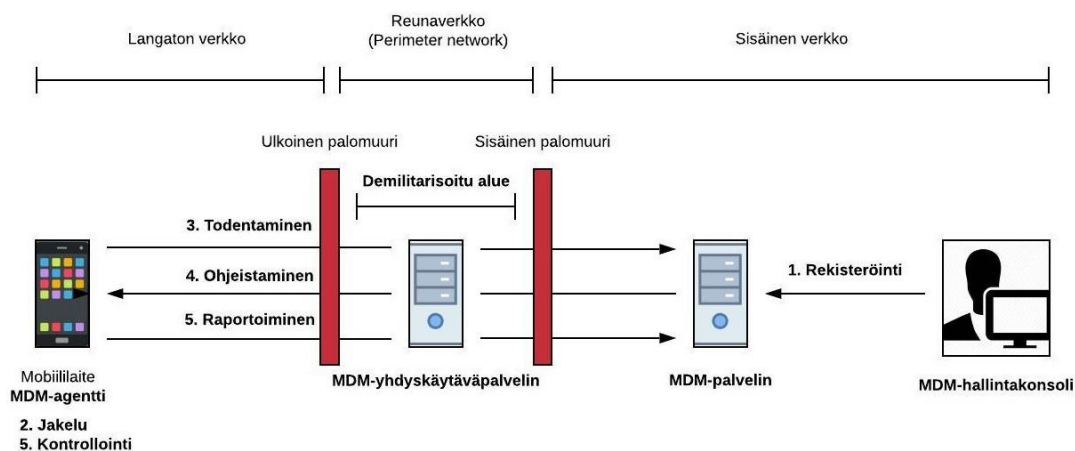 Langaton verkko
Reunaverkko
(Perimeter network)
Sisäinen verkko
Ulkoinen palomuuri
Sisäinen palomuuri
Demilitarisoitu alue
3. Todentaminen
4. Ohjeistaminen
5. Raportoiminen
1. Rekisteröinti
Mobiililaite
MDM-agentti
MDM-yhdyskäytäväpalvelin
MDM-palvelin
MDM-hallintakonsoli
2. Jakelu
5. Kontrollointi